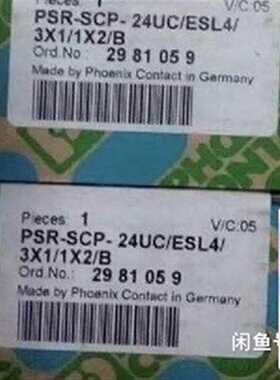 Pieces: 1 V/C:05
PSR-SCP- 24UC/ESL4/
3X1/1X2/B
Ord.No.: 29 81 05 9
Made by Phoenix Contact in Germany
Pieces: 1 V/C:05
PSR-SCP- 24UC/ESL4/
3X1/1X2/B
Ord.No.: 29 81 05 9
Made by Phoenix Contact in Germany
闲鱼号